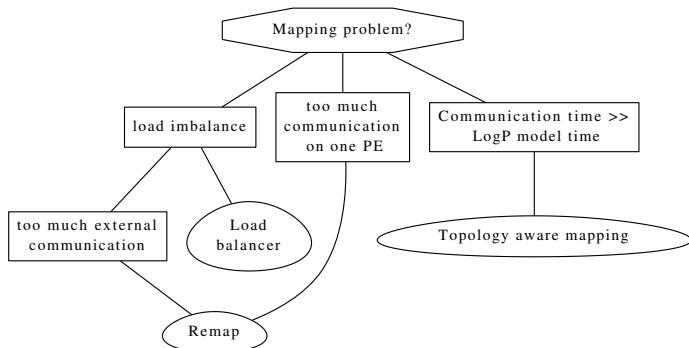 Mapping problem?
load imbalance
too much
communication
on one PE
Communication time >>
LogP model time
too much external
communication
Load
balancer
Topology aware mapping
Remap